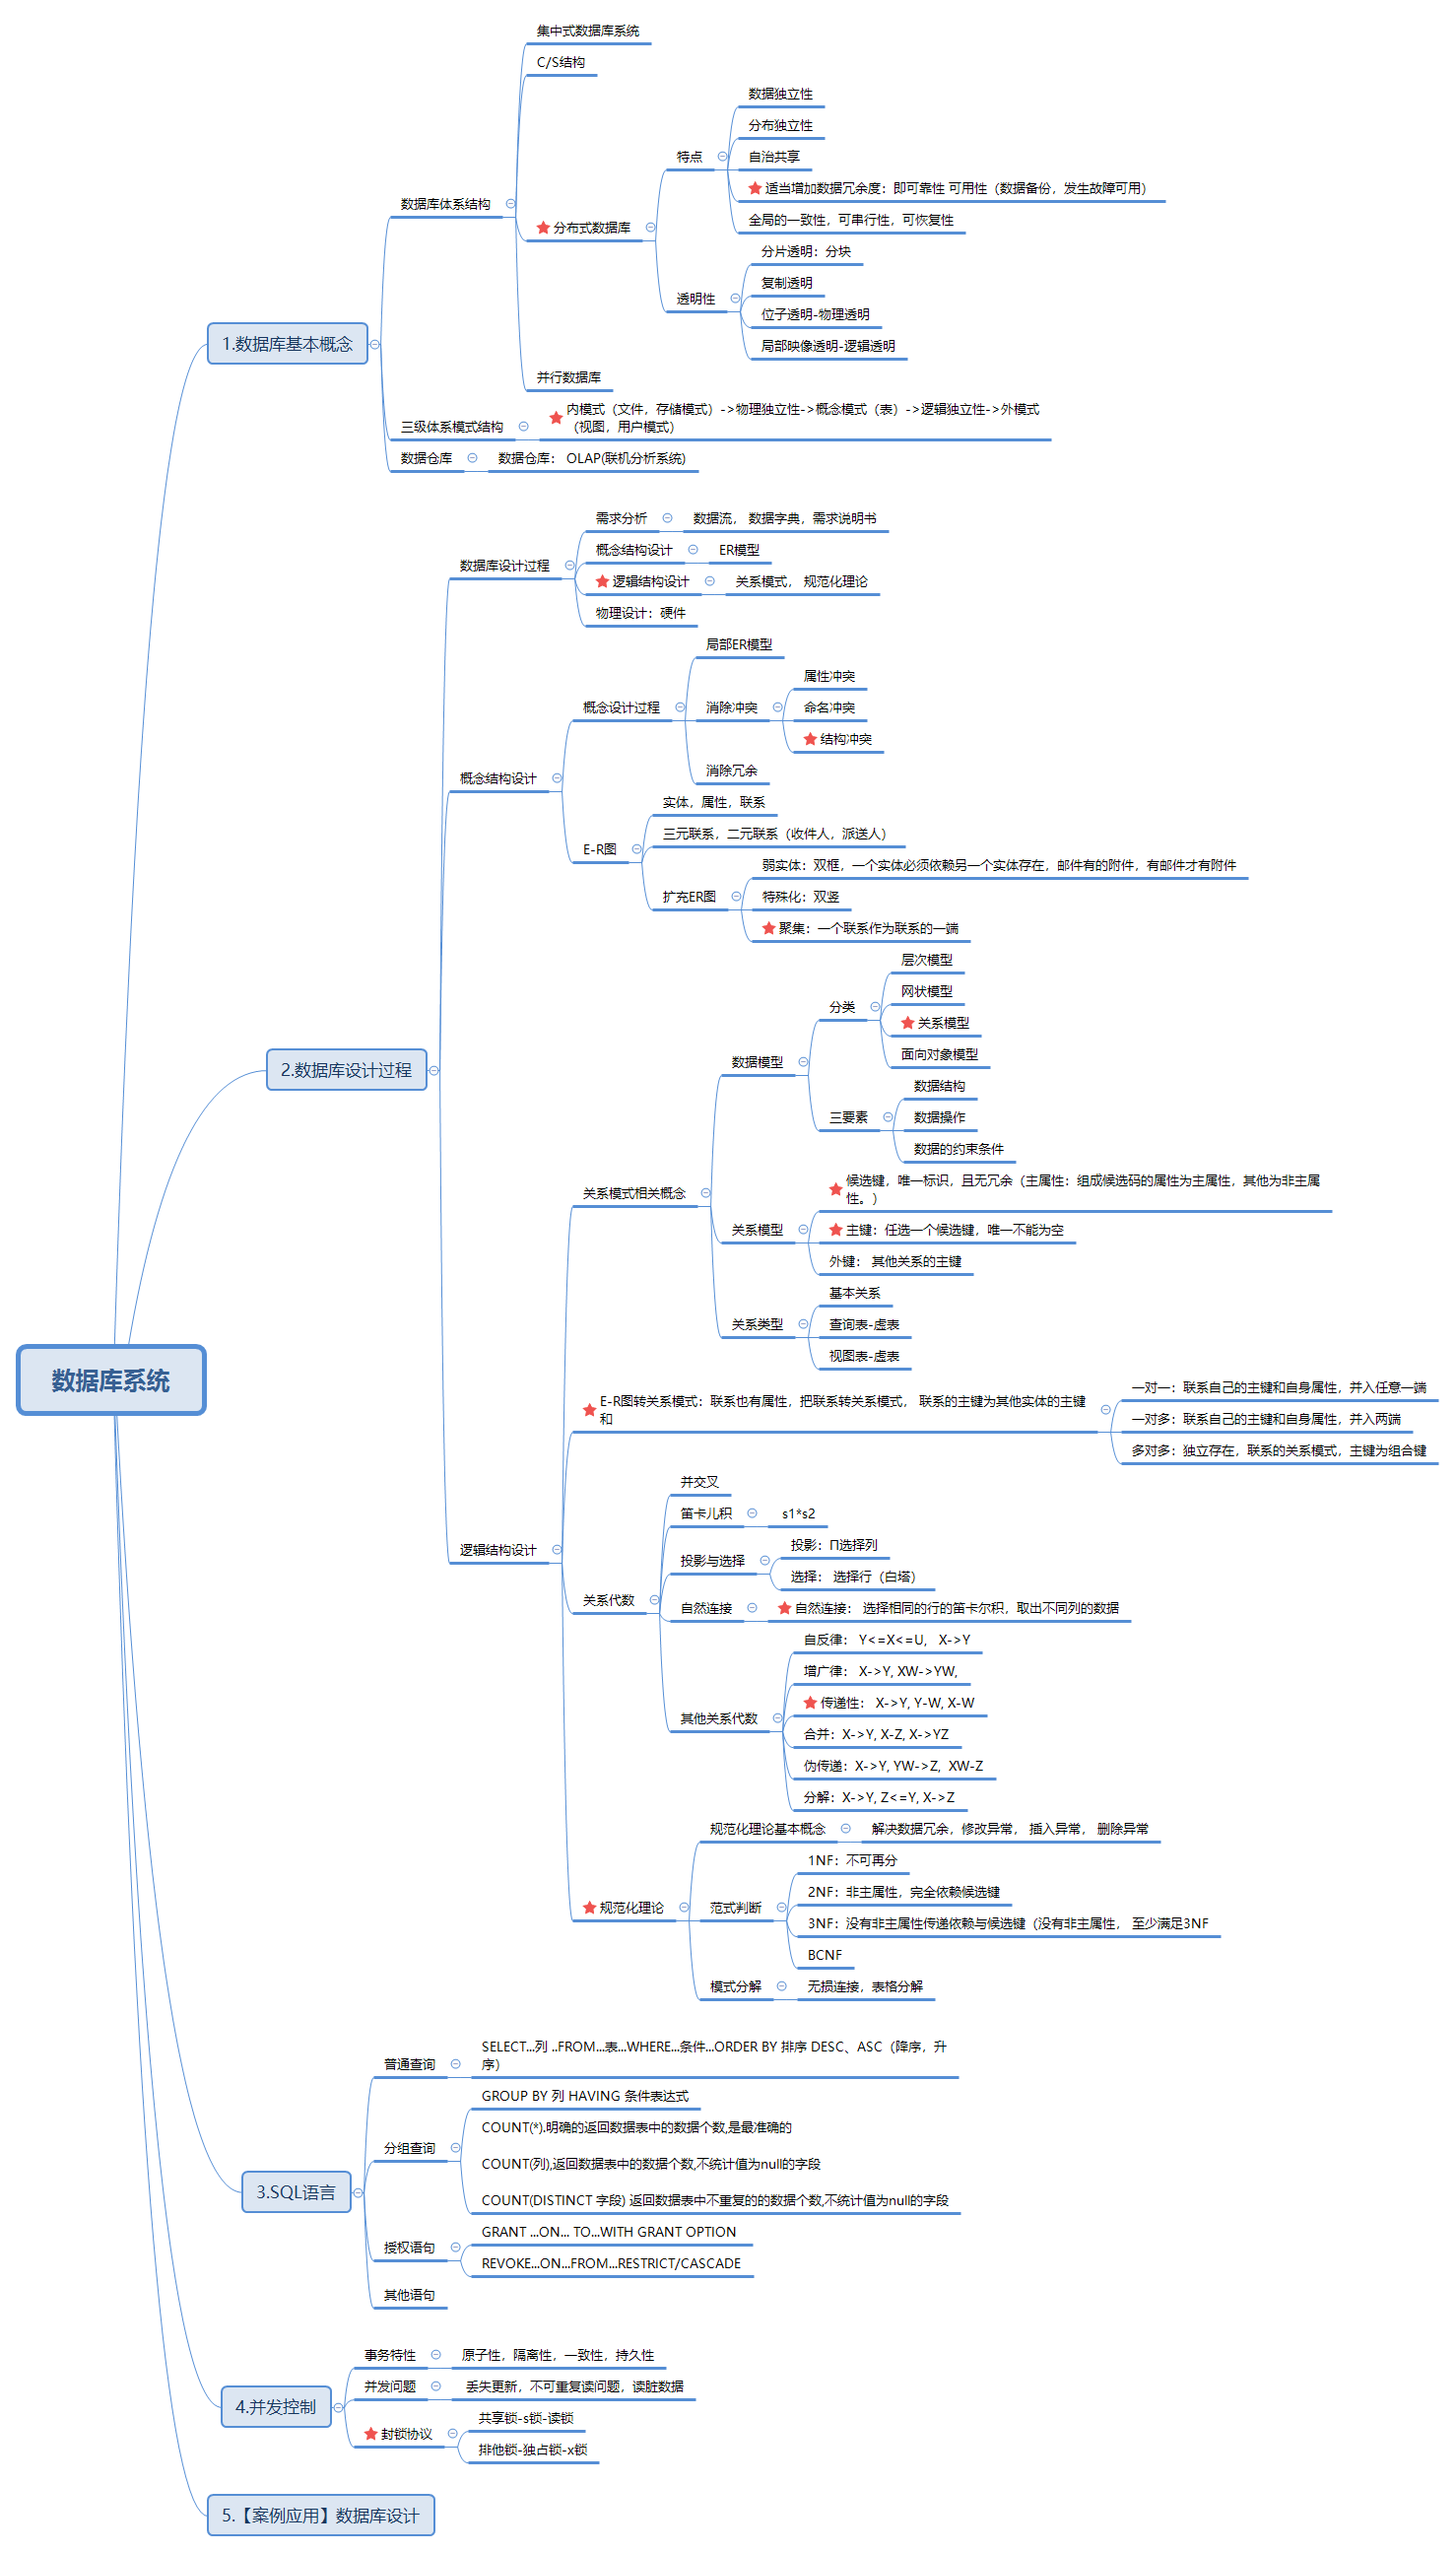 数据库系统
1.数据库基本概念
数据库体系结构
集中式数据库系统
C/S结构
分布式数据库
特点
数据独立性
分布独立性
自治共享
适当增加数据冗余度：即可靠性 可用性（数据备份，发生故障可用）
全局的一致性，可串行性，可恢复性
透明性
分片透明：分块
复制透明
位子透明-物理透明
局部映像透明-逻辑透明
并行数据库
三级体系模式结构
内模式（文件，存储模式）->物理独立性->概念模式（表）->逻辑独立性->外模式
（视图，用户模式）
数据仓库
数据仓库： OLAP(联机分析系统)
2.数据库设计过程
数据库设计过程
需求分析
数据流， 数据字典，需求说明书
概念结构设计
ER模型
逻辑结构设计
关系模式， 规范化理论
物理设计：硬件
概念结构设计
概念设计过程
局部ER模型
消除冲突
属性冲突
命名冲突
结构冲突
消除冗余
E-R图
实体，属性，联系
三元联系，二元联系（收件人，派送人）
扩充ER图
弱实体：双框，一个实体必须依赖另一个实体存在，邮件有的附件，有邮件才有附件
特殊化：双竖
聚集：一个联系作为联系的一端
逻辑结构设计
关系模式相关概念
数据模型
分类
层次模型
网状模型
关系模型
面向对象模型
三要素
数据结构
数据操作
数据的约束条件
关系模型
候选键，唯一标识，且无冗余（主属性：组成候选码的属性为主属性，其他为非主属
性。）
主键：任选一个候选键，唯一不能为空
外键： 其他关系的主键
关系类型
基本关系
查询表-虚表
视图表-虚表
E-R图转关系模式：联系也有属性，把联系转关系模式， 联系的主键为其他实体的主键
和
一对一：联系自己的主键和自身属性，并入任意一端
一对多：联系自己的主键和自身属性，并入两端
多对多：独立存在，联系的关系模式，主键为组合键
关系代数
并交叉
笛卡儿积
s1*s2
投影与选择
投影：Π选择列
选择： 选择行（白塔）
自然连接
自然连接： 选择相同的行的笛卡尔积，取出不同列的数据
其他关系代数
自反律： Y<=X<=U， X->Y
增广律： X->Y, XW->YW,
传递性： X->Y, Y-W, X-W
合并：X->Y, X-Z, X->YZ
伪传递：X->Y, YW->Z,  XW-Z
分解：X->Y, Z<=Y, X->Z
规范化理论
规范化理论基本概念
解决数据冗余，修改异常， 插入异常， 删除异常
范式判断
1NF：不可再分
2NF：非主属性，完全依赖候选键
3NF：没有非主属性传递依赖与候选键（没有非主属性， 至少满足3NF
BCNF
模式分解
无损连接，表格分解
3.SQL语言
普通查询
SELECT...列 ..FROM...表...WHERE...条件...ORDER BY 排序 DESC、ASC（降序，升
序）
分组查询
GROUP BY 列 HAVING 条件表达式
COUNT(*).明确的返回数据表中的数据个数,是最准确的
COUNT(列),返回数据表中的数据个数,不统计值为null的字段
COUNT(DISTINCT 字段) 返回数据表中不重复的的数据个数,不统计值为null的字段
授权语句
GRANT ...ON... TO...WITH GRANT OPTION
REVOKE...ON...FROM...RESTRICT/CASCADE
其他语句
4.并发控制
事务特性
原子性，隔离性，一致性，持久性
并发问题
丢失更新，不可重复读问题，读脏数据
封锁协议
共享锁-s锁-读锁
排他锁-独占锁-x锁
5.【案例应用】数据库设计